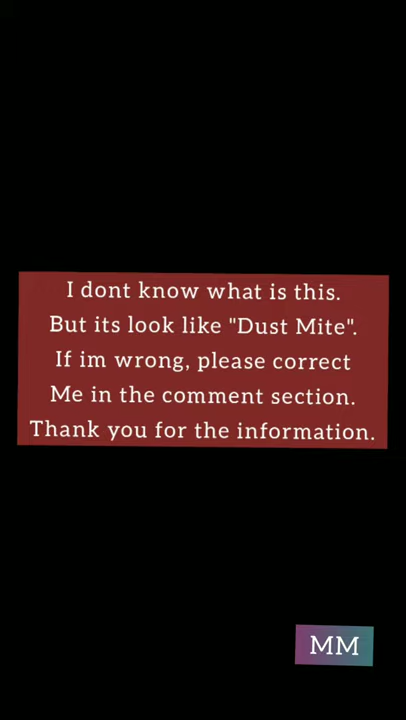 I dont know what is this.
But its look like "Dust Mite".
If im wrong, please correct
Me in the comment section.
Thank you for the information.
MM